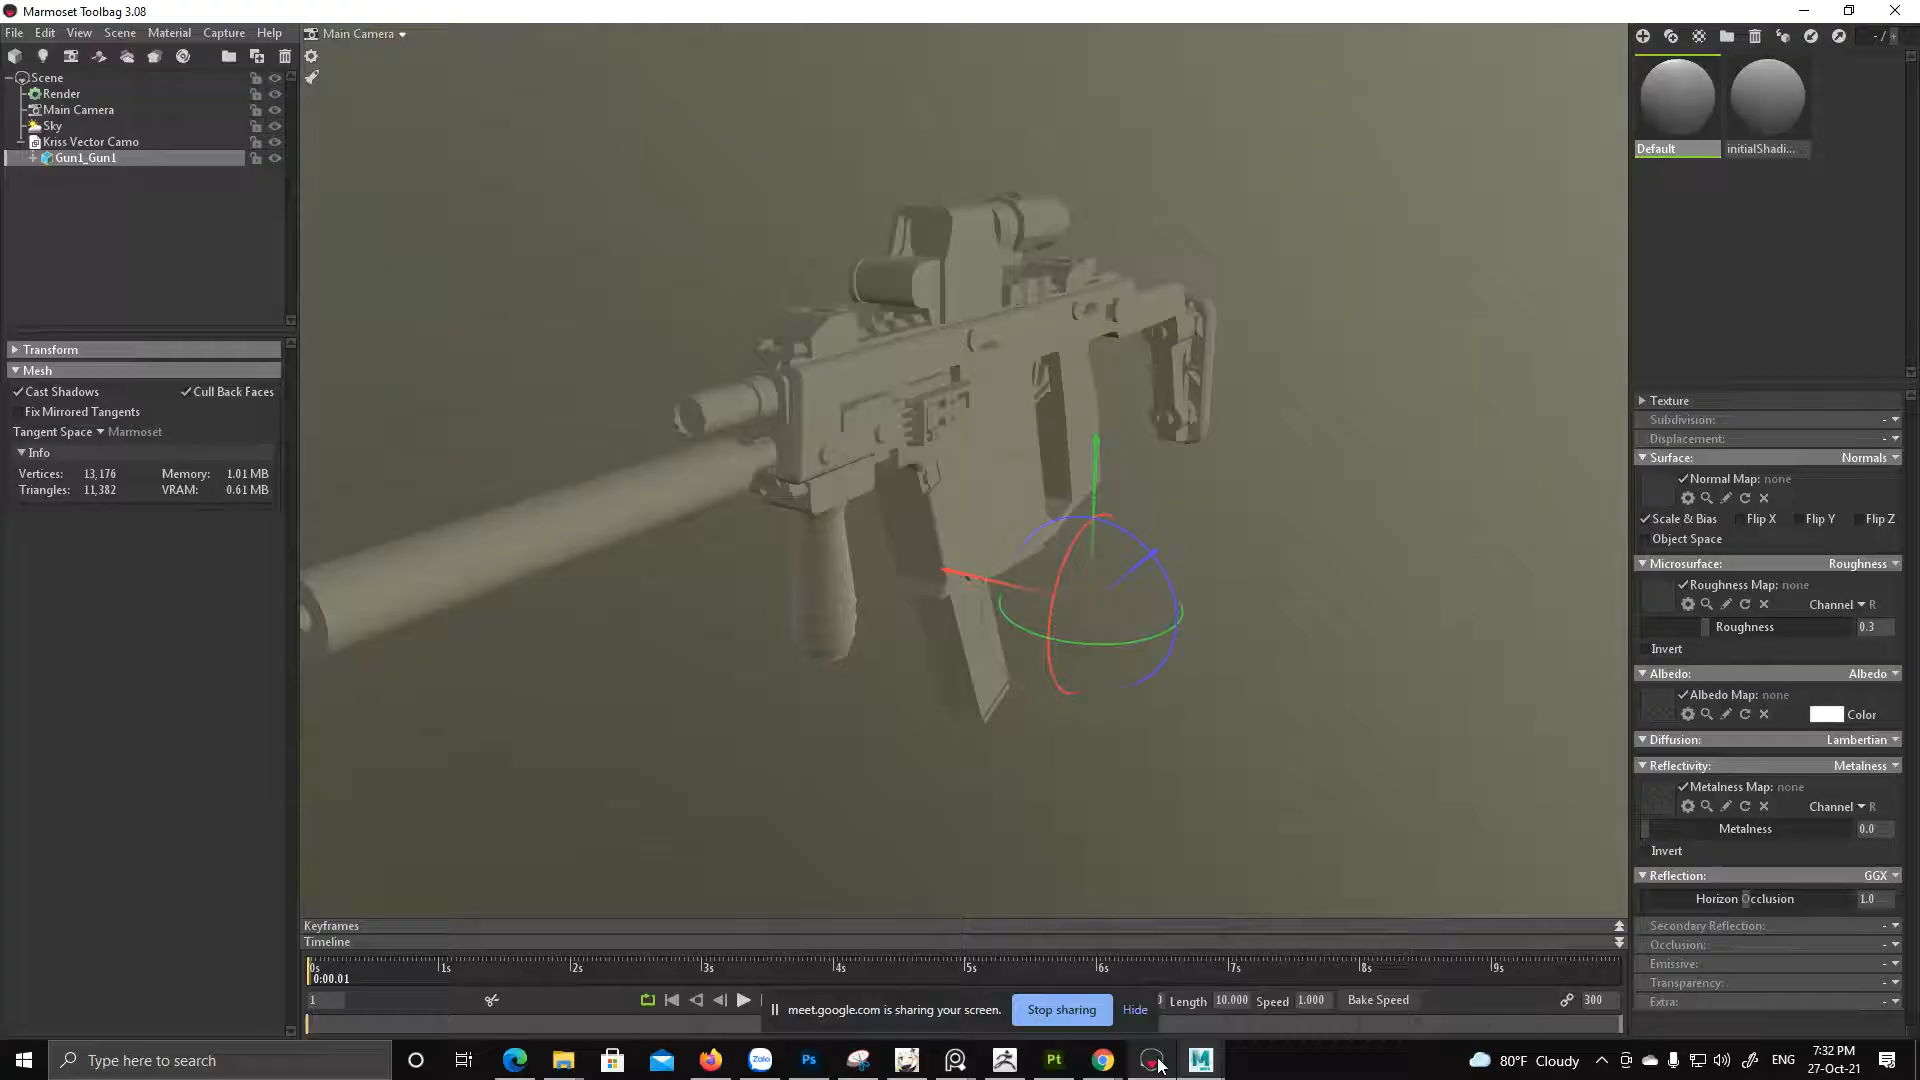 Marmoset Toolbag 3.08
File Edit View Scene Material Capture Help
Main Camera
Scene
Render
Main Camera
Sky
Kriss Vector Camo
Gun1_Gun1
Transform
Mesh
Cast Shadows Cull Back Faces
Fix Mirrored Tangents
Tangent Space Marmoset
Info
Vertices: 13,176 Memory: 1.01 MB
Triangles: 11,382 VRAM: 0.61 MB
Default initialShadi...
Texture
Subdivision: -
Displacement: -
Surface: Normals
Normal Map: none
Scale & Bias Flip X Flip Y Flip Z
Object Space
Microsurface: Roughness
Roughness Map: none
Channel R
Roughness 0.3
Invert
Albedo: Albedo
Albedo Map: none
Color
Diffusion: Lambertian
Reflectivity: Metalness
Metalness Map: none
Channel R
Metalness 0.0
Invert
Reflection: GGX
Horizon Occlusion 1.0
Secondary Reflection: -
Occlusion: -
Emissive: -
Transparency: -
Extra: -
Keyframes
Timeline
0s 1s 2s 3s 4s 5s 6s 7s 8s 9s
0:00.01
1 Length 10.000 Speed 1.000 Bake Speed 300
meet.google.com is sharing your screen. Stop sharing Hide
Type here to search
Zalo Ps Pt M
80°F Cloudy ENG
7:32 PM
27-Oct-21